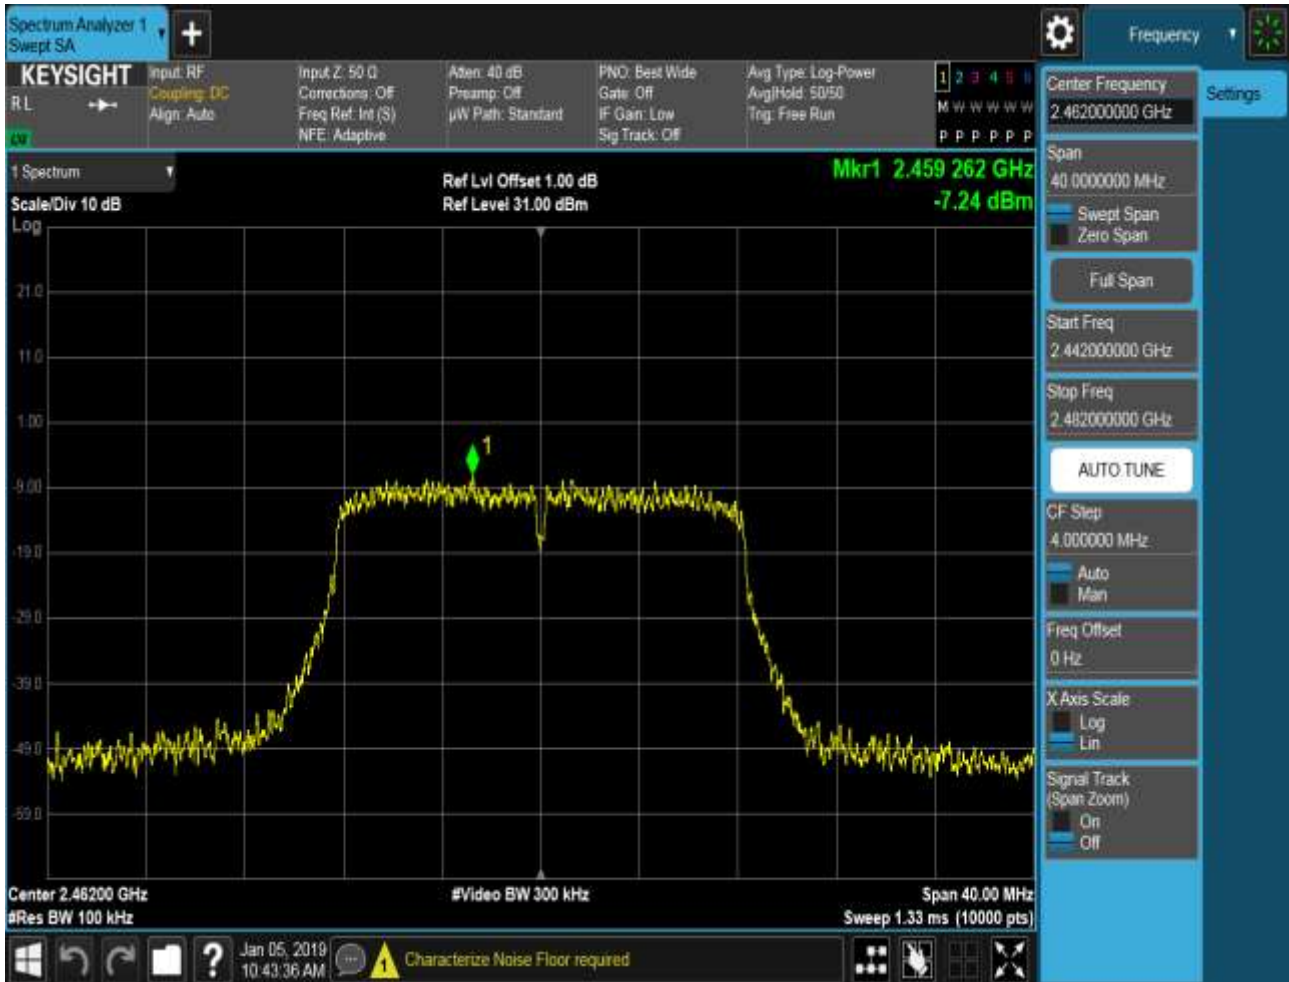 Spectrum Analyzer 1
Swept SA
+
Frequency
KEYSIGHT
R L
LW
Input: RF
Coupling: DC
Align: Auto
Input Z: 50 Ω
Corrections: Off
Freq Ref: Int (S)
NFE: Adaptive
Atten: 40 dB
Preamp: Off
µW Path: Standard
PNO: Best Wide
Gate: Off
IF Gain: Low
Sig Track: Off
Avg Type: Log-Power
Avg|Hold: 50/50
Trig: Free Run
1 2 3 4 5 6
M W W W W W
P P P P P P
1 Spectrum
Scale/Div 10 dB
Log
Ref Lvl Offset 1.00 dB
Ref Level 31.00 dBm
Mkr1 2.459 262 GHz
-7.24 dBm
21.0
11.0
1.00
-9.00
-19.0
-29.0
-39.0
-49.0
-59.0
1
Center 2.46200 GHz
#Res BW 100 kHz
#Video BW 300 kHz
Span 40.00 MHz
Sweep 1.33 ms (10000 pts)
Center Frequency
2.462000000 GHz
Settings
Span
40.0000000 MHz
Swept Span
Zero Span
Full Span
Start Freq
2.442000000 GHz
Stop Freq
2.482000000 GHz
AUTO TUNE
CF Step
4.000000 MHz
Auto
Man
Freq Offset
0 Hz
X Axis Scale
Log
Lin
Signal Track
(Span Zoom)
On
Off
?
Jan 05, 2019
10:43:36 AM
1
Characterize Noise Floor required